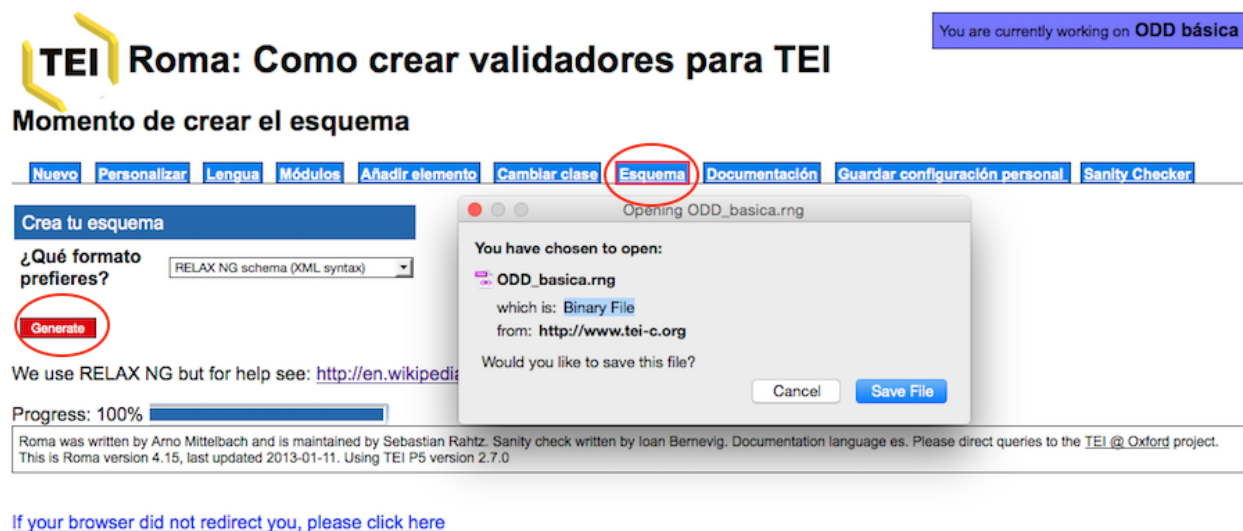 You are currently working on ODD básica
TEI Roma: Como crear validadores para TEI
Momento de crear el esquema
Nuevo Personalizar Lengua Módulos Añadir elemento Cambiar clase Esquema Documentación Guardar configuración personal Sanity Checker
Crea tu esquema
¿Qué formato
prefieres?
RELAX NG schema (XML syntax)
Generate
Opening ODD_basica.rng
You have chosen to open:
ODD_basica.rng
which is: Binary File
from: http://www.tei-c.org
Would you like to save this file?
Cancel Save File
We use RELAX NG but for help see: http://en.wikipedia
Progress: 100%
Roma was written by Arno Mittelbach and is maintained by Sebastian Rahtz. Sanity check written by Ioan Bernevig. Documentation language es. Please direct queries to the TEI @ Oxford project.
This is Roma version 4.15, last updated 2013-01-11. Using TEI P5 version 2.7.0
If your browser did not redirect you, please click here